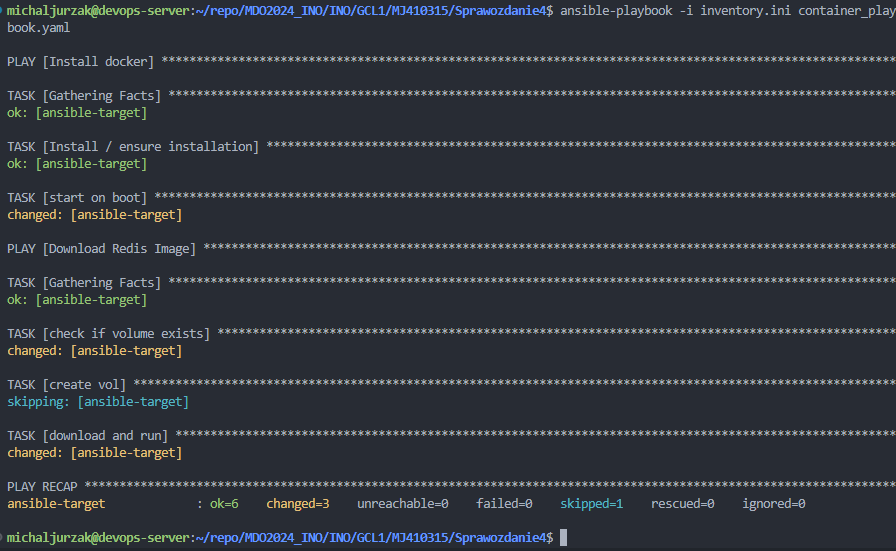 michaljurzak@devops-server:~/repo/MDO2024_INO/INO/GCL1/MJ410315/Sprawozdanie4$ ansible-playbook -i inventory.ini container_play
book.yaml
PLAY [Install docker] *********************************************************************************************************
TASK [Gathering Facts] ********************************************************************************************************
ok: [ansible-target]
TASK [Install / ensure installation] ******************************************************************************************
ok: [ansible-target]
TASK [start on boot] **********************************************************************************************************
changed: [ansible-target]
PLAY [Download Redis Image] ***************************************************************************************************
TASK [Gathering Facts] ********************************************************************************************************
ok: [ansible-target]
TASK [check if volume exists] *************************************************************************************************
changed: [ansible-target]
TASK [create vol] *************************************************************************************************************
skipping: [ansible-target]
TASK [download and run] *******************************************************************************************************
changed: [ansible-target]
PLAY RECAP ********************************************************************************************************************
ansible-target             : ok=6    changed=3    unreachable=0    failed=0    skipped=1    rescued=0    ignored=0
michaljurzak@devops-server:~/repo/MDO2024_INO/INO/GCL1/MJ410315/Sprawozdanie4$